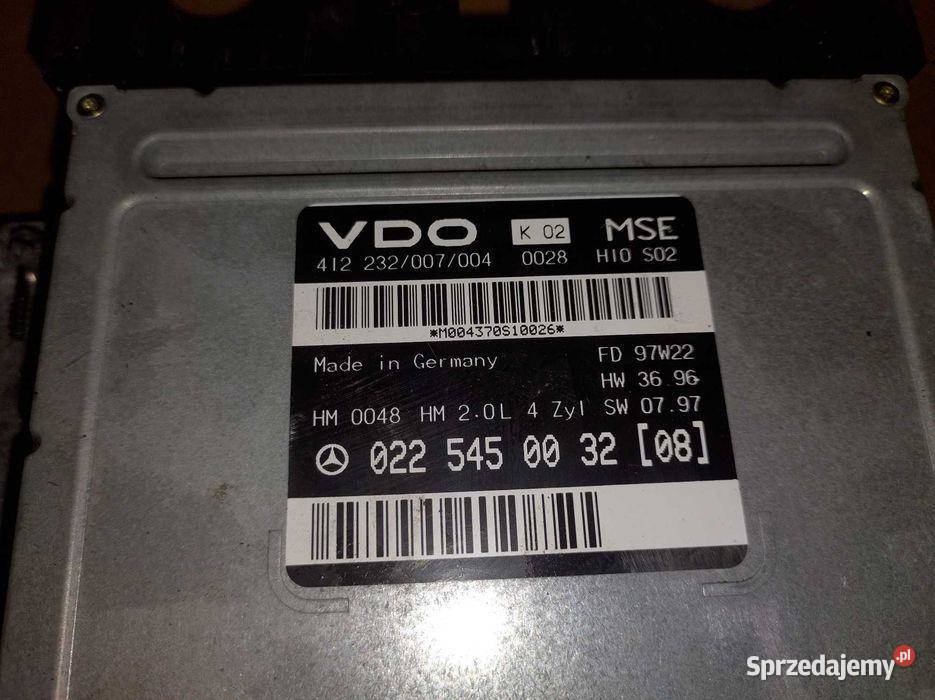 VDO K 02 MSE
412 232/007/004 0028 H10 S02
*M004370S10026*
Made in Germany FD 97W22
HW 36.96
HM 0048 HM 2.0L 4 Zyl SW 07.97
022 545 00 32 [08]
Sprzedajemy.pl